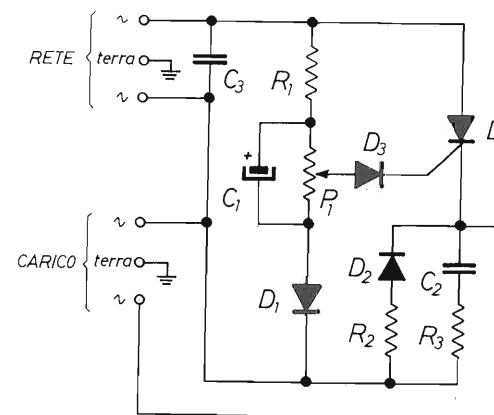 ~
RETE
terra
~
C3
R1
D3
D
+
C1
P1
~
CARICO
terra
~
D1
D2
C2
R2
R3